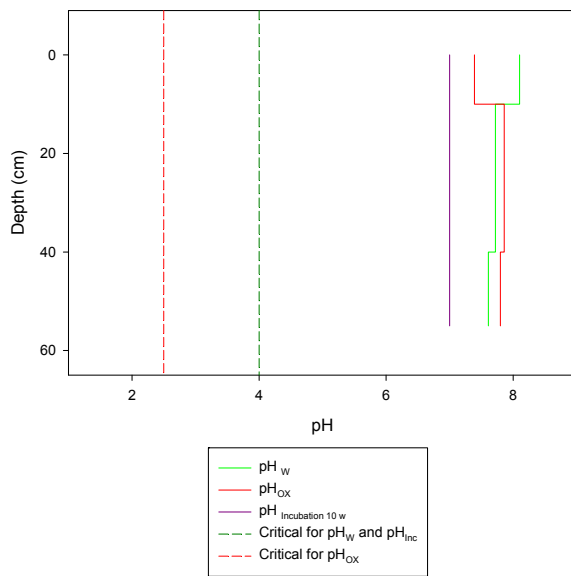 0
20
40
60
Depth (cm)
2 4 6 8
pH
pH W
pHOX
pH Incubation 10 w
Critical for pHW and pHInc
Critical for pHOX